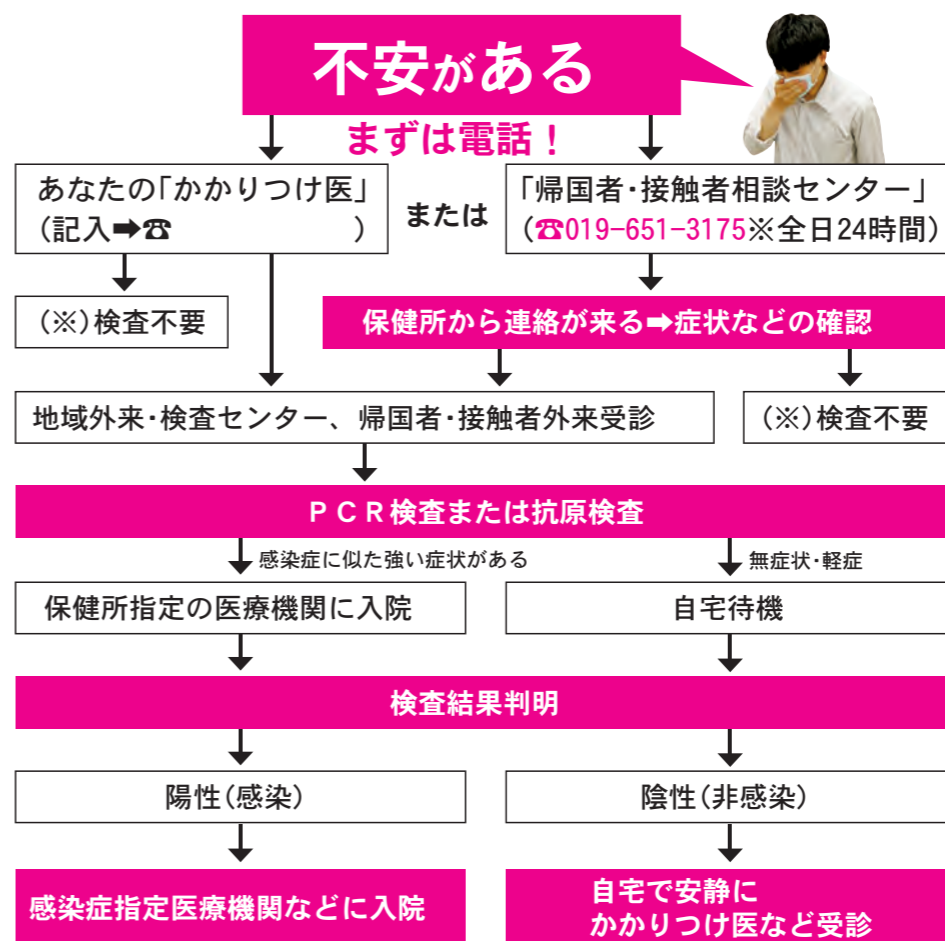 不安がある
まずは電話！
あなたの「かかりつけ医」
（記入➡☎　　　　　　　）
または
「帰国者・接触者相談センター」
（☎019-651-3175※全日24時間）
（※）検査不要
保健所から連絡が来る➡症状などの確認
地域外来・検査センター、帰国者・接触者外来受診
（※）検査不要
ＰＣＲ検査または抗原検査
感染症に似た強い症状がある
無症状・軽症
保健所指定の医療機関に入院
自宅待機
検査結果判明
陽性（感染）
陰性（非感染）
感染症指定医療機関などに入院
自宅で安静に
かかりつけ医など受診